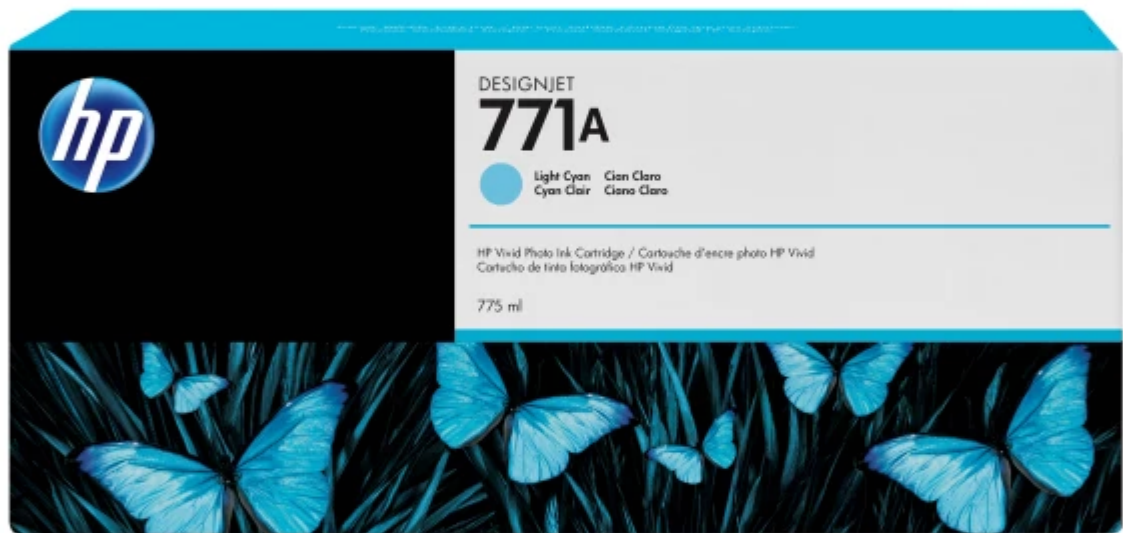 hp
DESIGNJET
771A
Light Cyan Cian Claro
Cyan Clair Ciano Claro
HP Vivid Photo Ink Cartridge / Cartouche d'encre photo HP Vivid
Cartucho de tinta fotográfica HP Vivid
775 ml